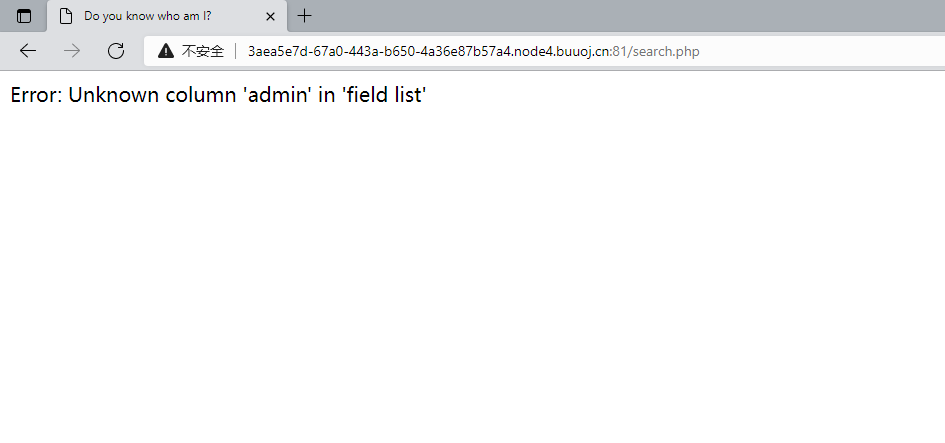 Do you know who am I?
不安全 3aea5e7d-67a0-443a-b650-4a36e87b57a4.node4.buuoj.cn:81/search.php
Error: Unknown column 'admin' in 'field list'